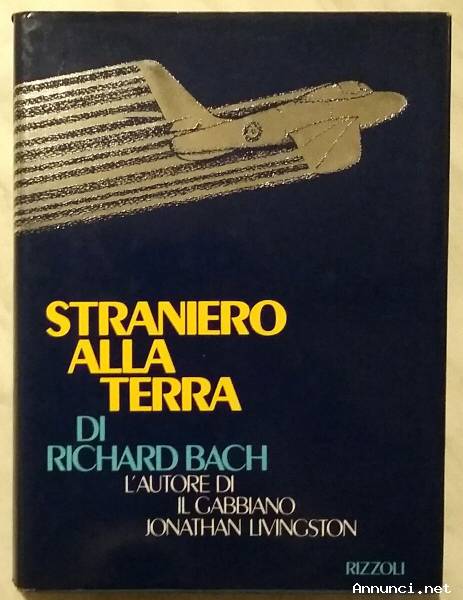 STRANIERO
ALLA
TERRA
DI
RICHARD BACH
L'AUTORE DI
IL GABBIANO
JONATHAN LIVINGSTON
RIZZOLI
Annunci.net